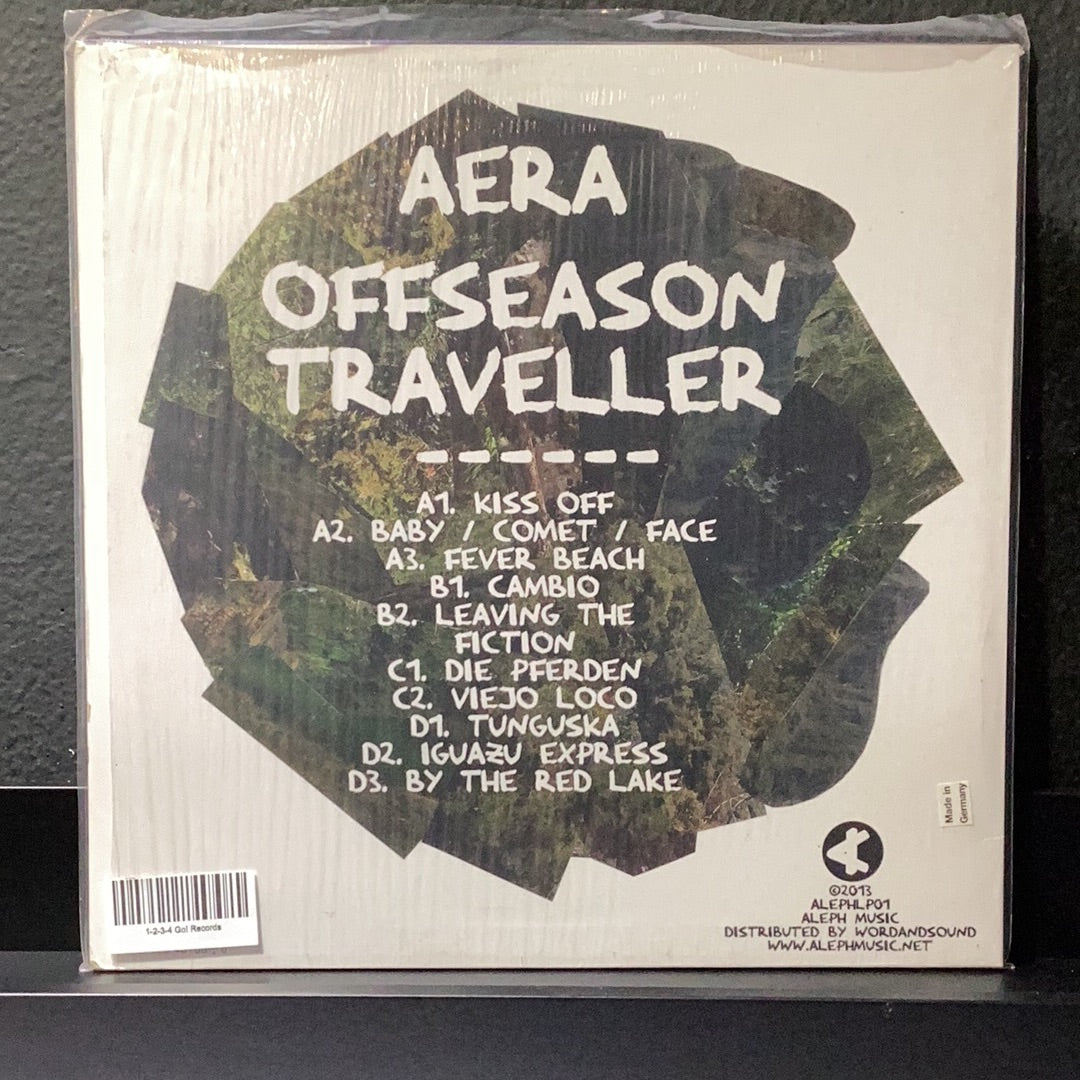 AERA
OFFSEASON
TRAVELLER
------
A1. KISS OFF
A2. BABY / COMET / FACE
A3. FEVER BEACH
B1. CAMBIO
B2. LEAVING THE
FICTION
C1. DIE PFERDEN
C2. VIEJO LOCO
D1. TUNGUSKA
D2. IGUAZU EXPRESS
D3. BY THE RED LAKE
Made in
Germany
©2013
ALEPHLP01
ALEPH MUSIC
DISTRIBUTED BY WORDANDSOUND
WWW.ALEPHMUSIC.NET
1-2-3-4 Go! Records